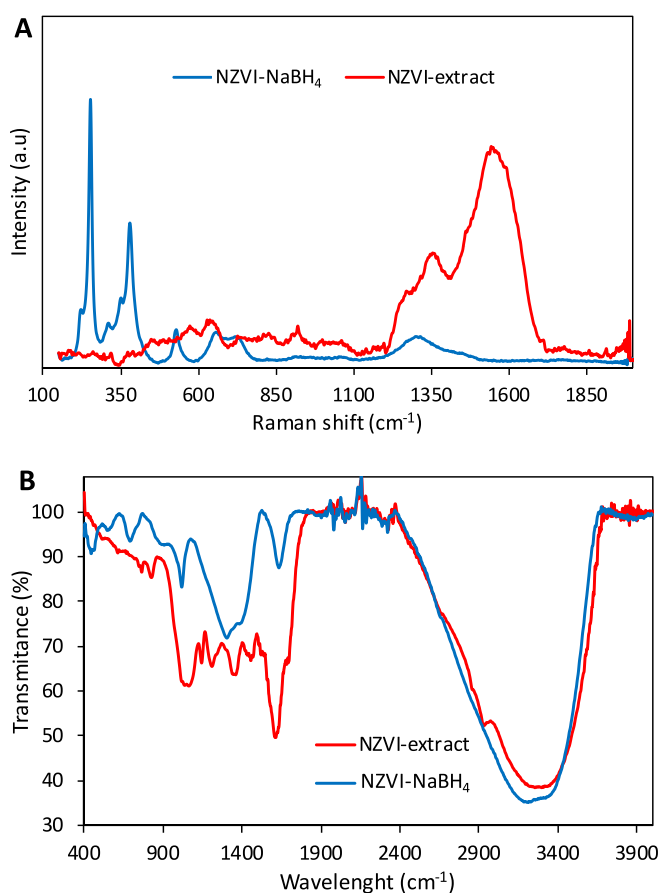 A
NZVI-NaBH₄ NZVI-extract
Intensity (a.u)
100 350 600 850 1100 1350 1600 1850
Raman shift (cm⁻¹)
B
100
90
80
70
60
50
40
30
Transmitance (%)
NZVI-extract
NZVI-NaBH₄
400 900 1400 1900 2400 2900 3400 3900
Wavelenght (cm⁻¹)